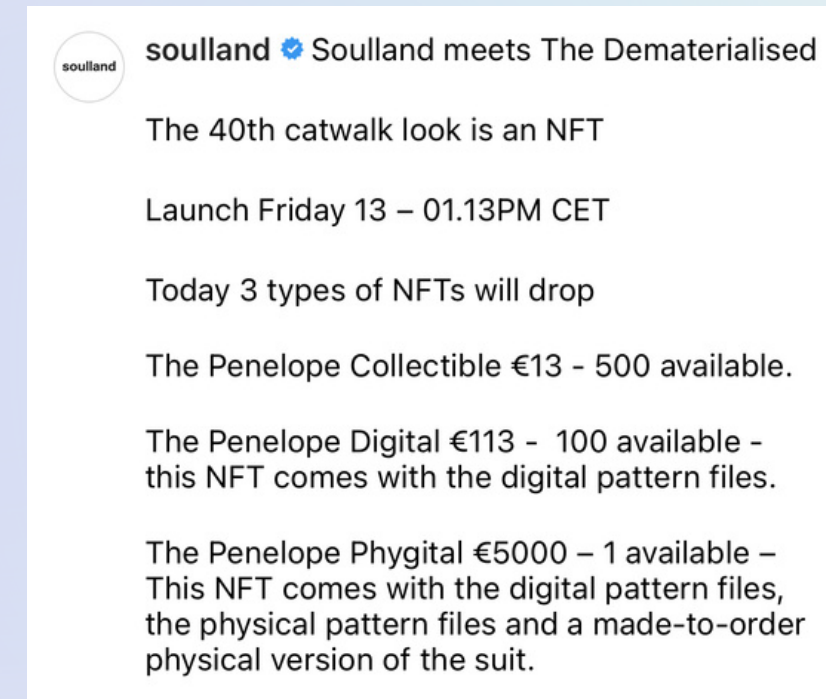 soulland
soulland Soulland meets The Dematerialised
The 40th catwalk look is an NFT
Launch Friday 13 – 01.13PM CET
Today 3 types of NFTs will drop
The Penelope Collectible €13 - 500 available.
The Penelope Digital €113 -  100 available -
this NFT comes with the digital pattern files.
The Penelope Phygital €5000 – 1 available –
This NFT comes with the digital pattern files,
the physical pattern files and a made-to-order
physical version of the suit.